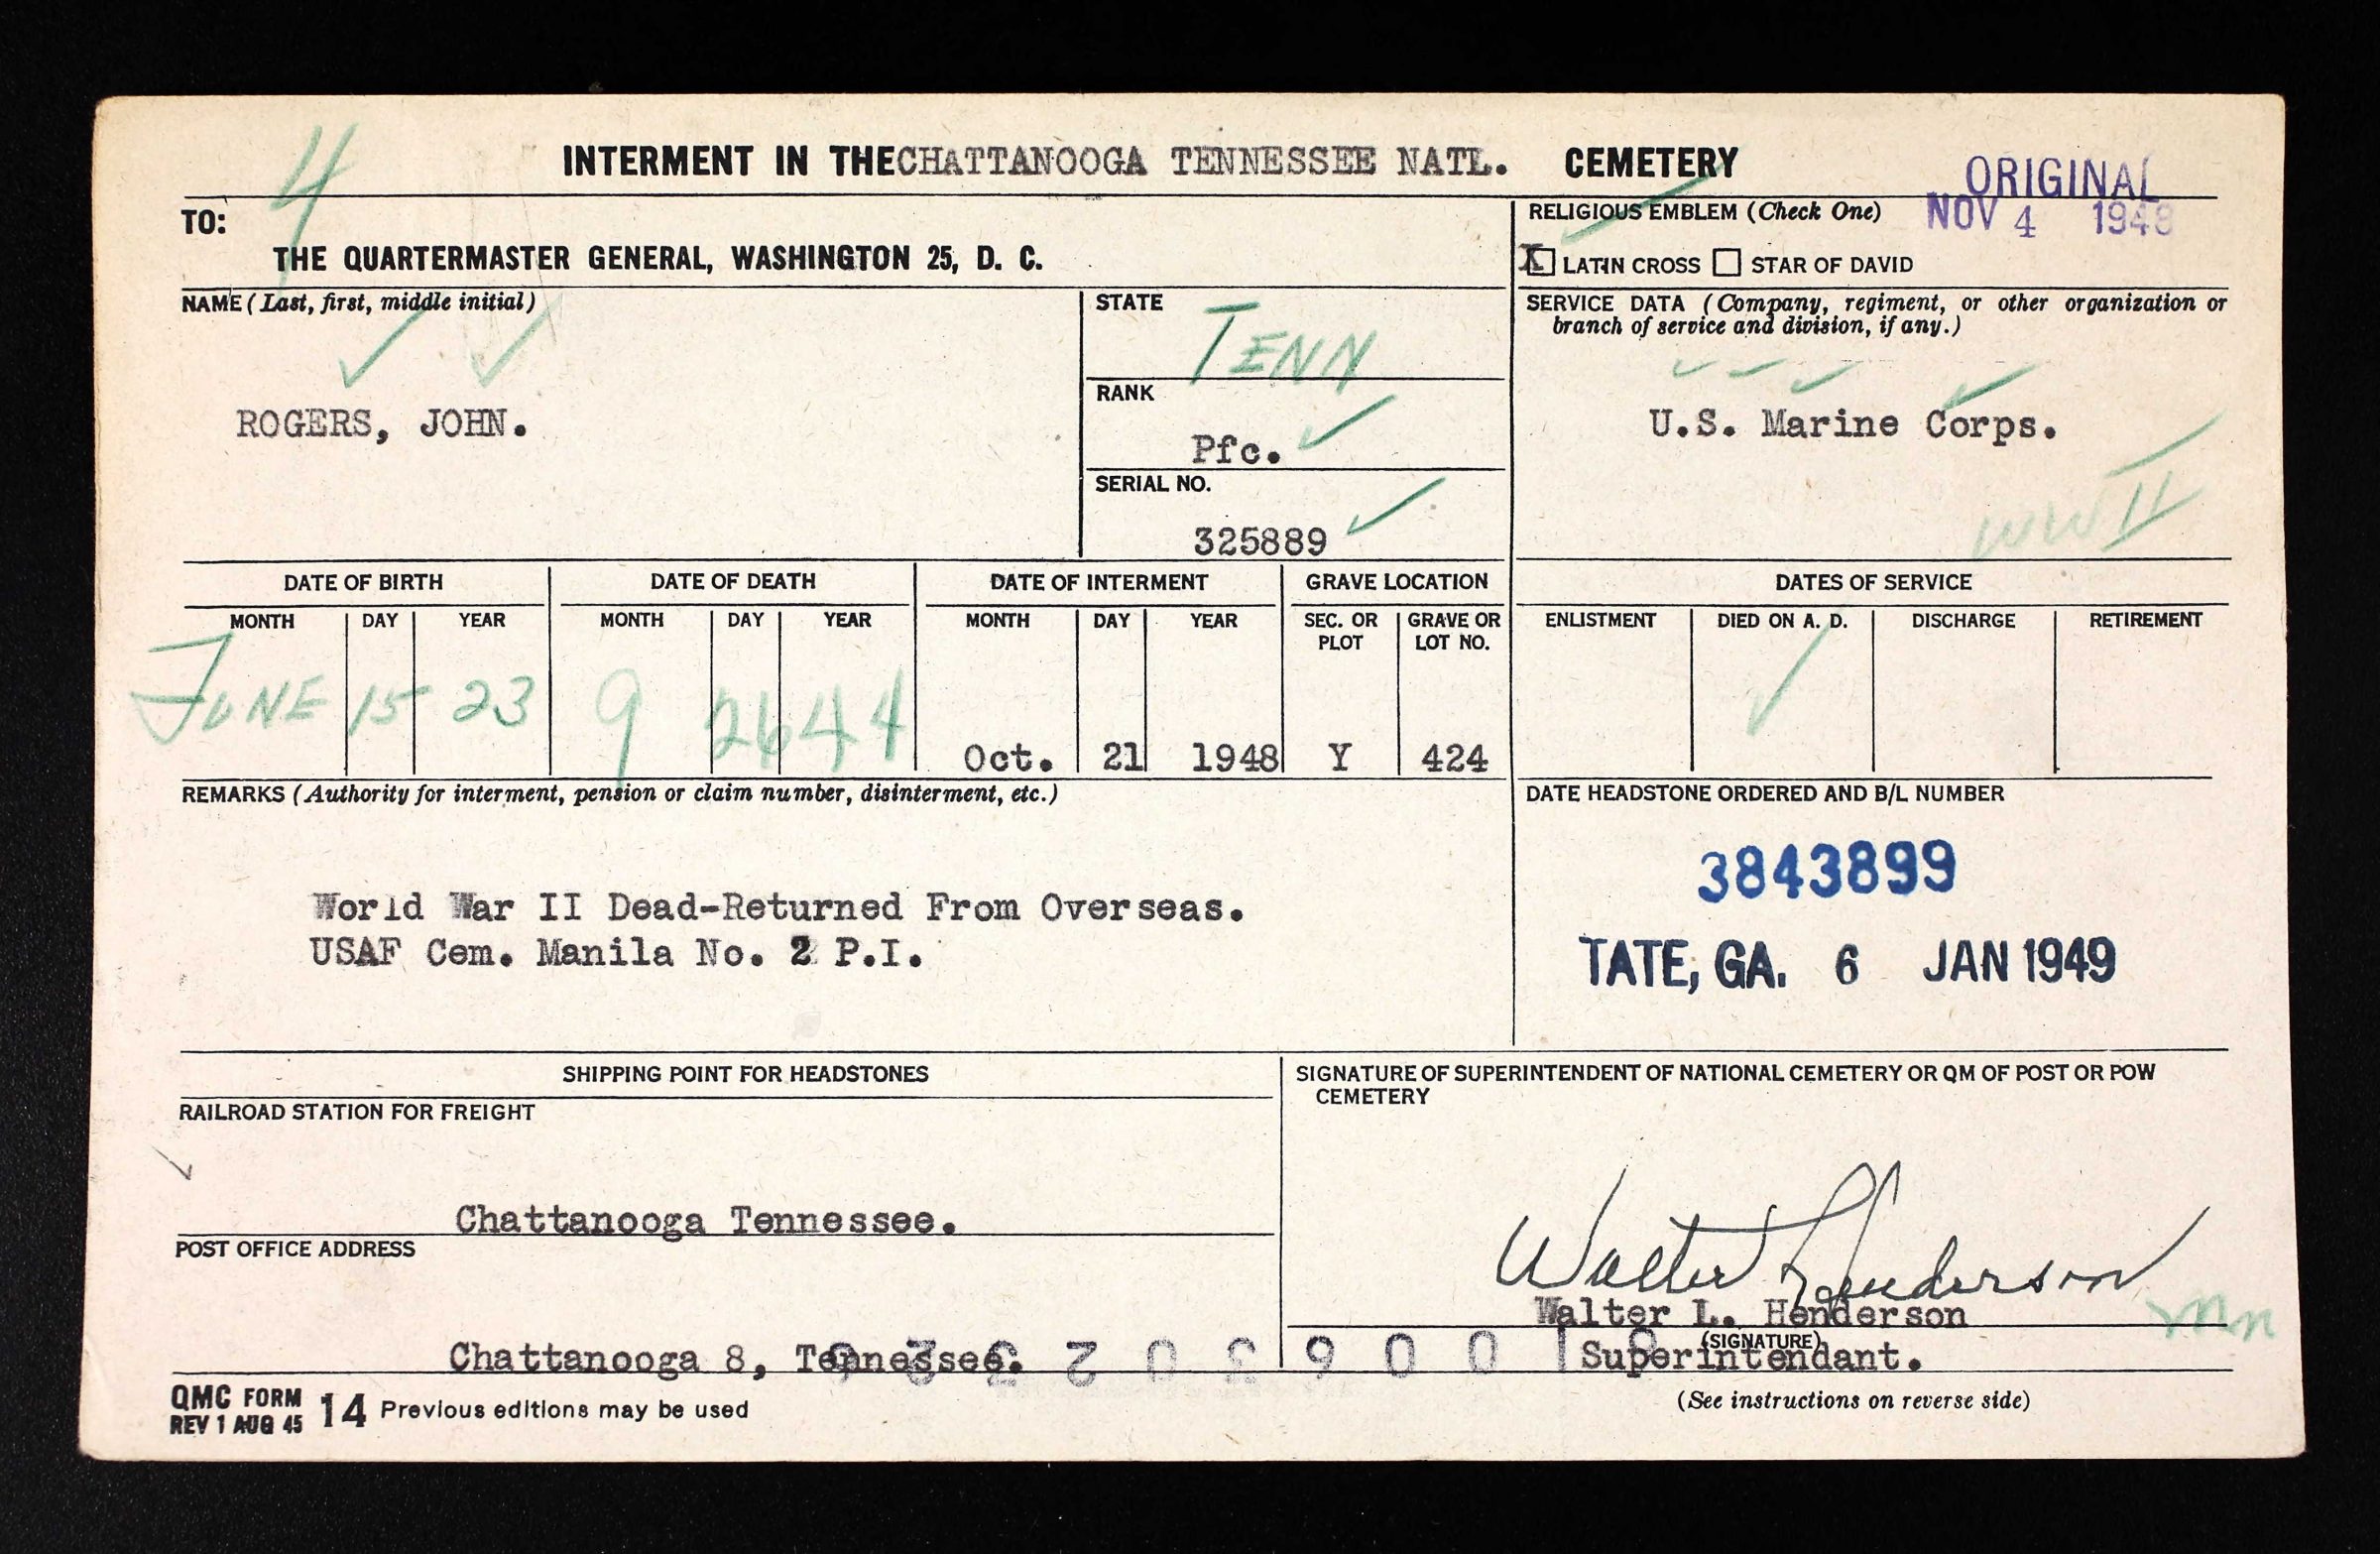 4
INTERMENT IN THE CHATTANOOGA TENNESSEE NATL. CEMETERY
ORIGINAL
NOV 4 1948
TO:
THE QUARTERMASTER GENERAL, WASHINGTON 25, D. C.
RELIGIOUS EMBLEM (Check One)
X LATIN CROSS STAR OF DAVID
NAME (Last, first, middle initial)
ROGERS, JOHN.
STATE
TENN
RANK
Pfc.
SERIAL NO.
325889
SERVICE DATA (Company, regiment, or other organization or
branch of service and division, if any.)
U.S. Marine Corps.
WW II
DATE OF BIRTH DATE OF DEATH DATE OF INTERMENT GRAVE LOCATION DATES OF SERVICE
MONTH DAY YEAR MONTH DAY YEAR MONTH DAY YEAR SEC. OR PLOT GRAVE OR LOT NO. ENLISTMENT DIED ON A. D. DISCHARGE RETIREMENT
JUNE 15 23 9 26 44 Oct. 21 1948 Y 424
REMARKS (Authority for interment, pension or claim number, disinterment, etc.)
World War II Dead-Returned From Overseas.
USAF Cem. Manila No. 2 P.I.
DATE HEADSTONE ORDERED AND B/L NUMBER
3843899
TATE, GA. 6 JAN 1949
SHIPPING POINT FOR HEADSTONES
RAILROAD STATION FOR FREIGHT
Chattanooga Tennessee.
POST OFFICE ADDRESS
Chattanooga 8, Tennessee.
SIGNATURE OF SUPERINTENDENT OF NATIONAL CEMETERY OR QM OF POST OR POW
CEMETERY
Walter L Henderson
Walter L. Henderson
(SIGNATURE)
Superintendant.
QMC FORM
REV 1 AUG 45 14 Previous editions may be used
(See instructions on reverse side)